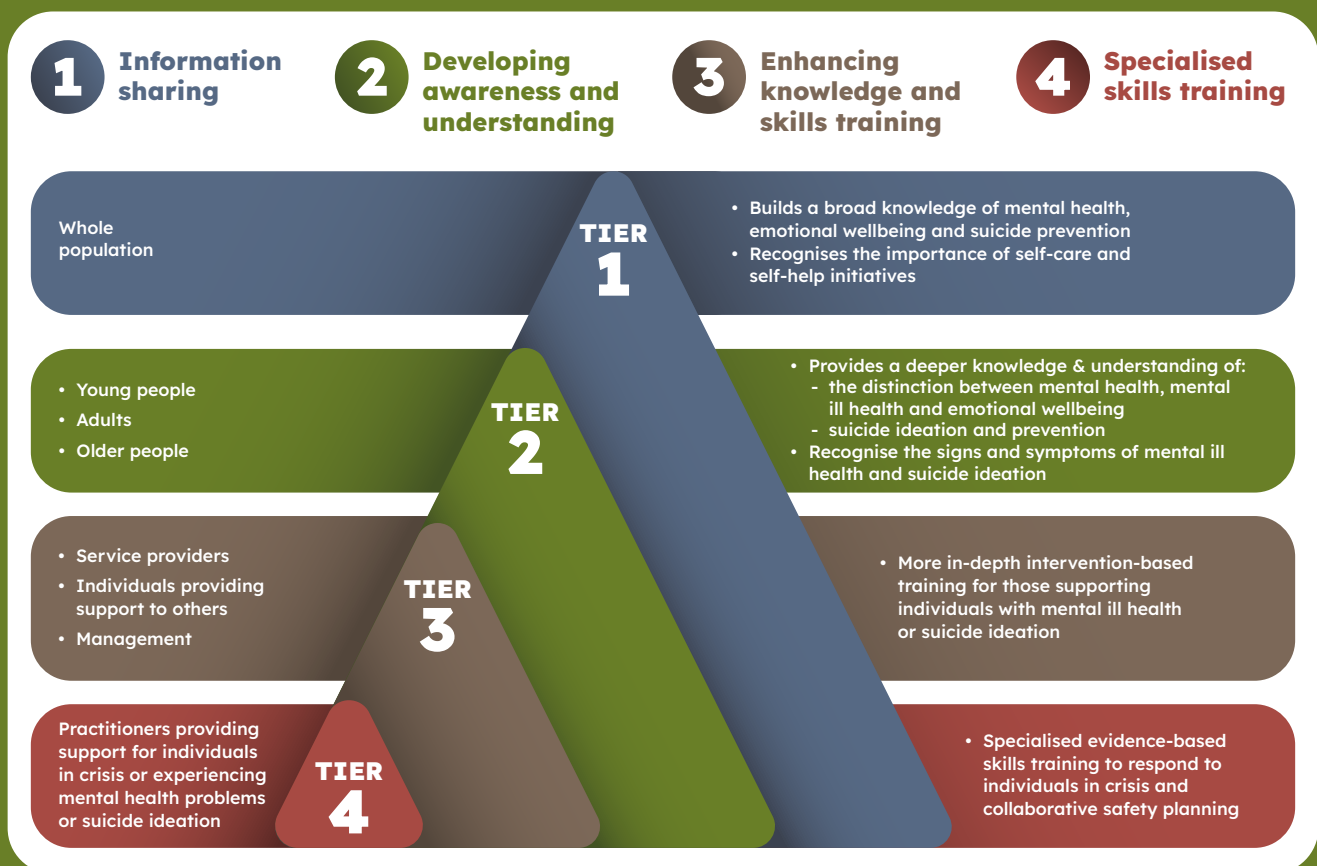 1 Information
sharing
2 Developing
awareness and
understanding
3 Enhancing
knowledge and
skills training
4 Specialised
skills training
Whole
population
TIER
1
• Builds a broad knowledge of mental health,
emotional wellbeing and suicide prevention
• Recognises the importance of self-care and
self-help initiatives
• Young people
• Adults
• Older people
TIER
2
• Provides a deeper knowledge & understanding of:
- the distinction between mental health, mental
ill health and emotional wellbeing
- suicide ideation and prevention
• Recognise the signs and symptoms of mental ill
health and suicide ideation
• Service providers
• Individuals providing
support to others
• Management
TIER
3
• More in-depth intervention-based
training for those supporting
individuals with mental ill health
or suicide ideation
Practitioners providing
support for individuals
in crisis or experiencing
mental health problems
or suicide ideation
TIER
4
• Specialised evidence-based
skills training to respond to
individuals in crisis and
collaborative safety planning